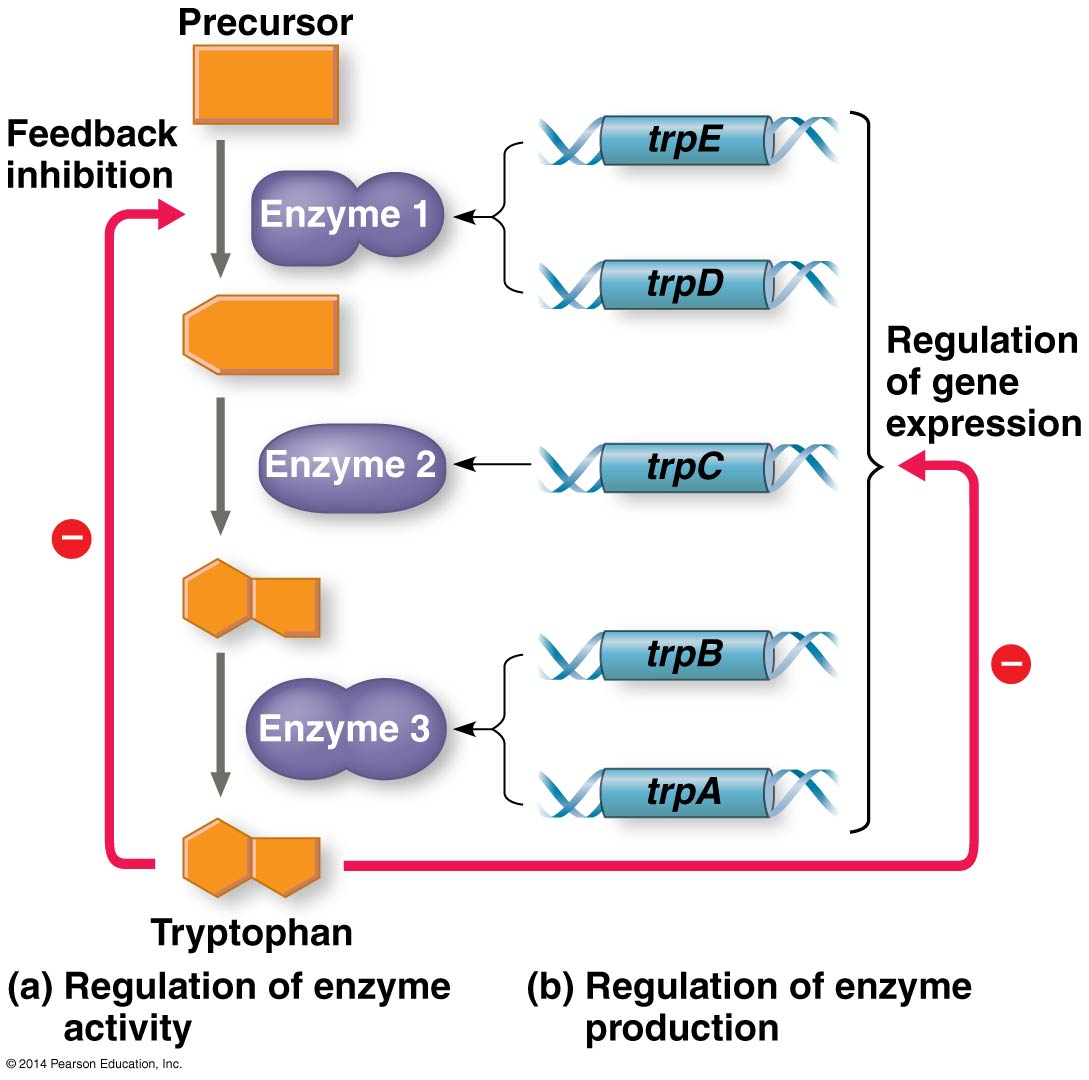 Precursor
Feedback
inhibition
trpE
Enzyme 1
trpD
Regulation
of gene
expression
Enzyme 2
trpC
−
trpB
−
Enzyme 3
trpA
Tryptophan
(a) Regulation of enzyme
activity
(b) Regulation of enzyme
production
© 2014 Pearson Education, Inc.